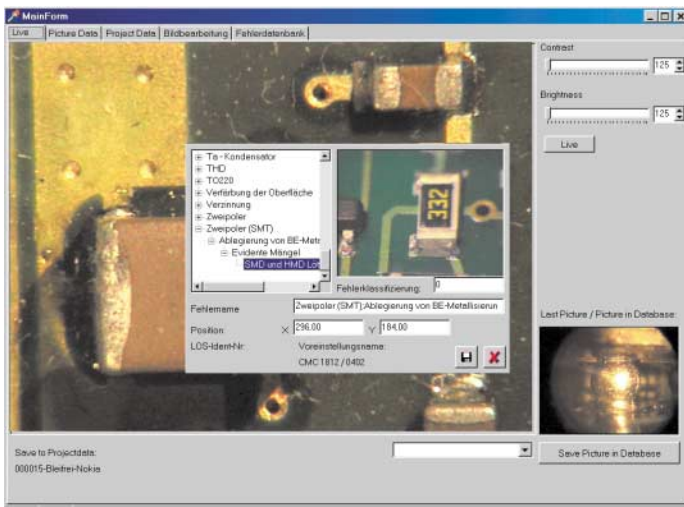 MainForm
Live Picture Data Project Data Bildbearbeitung Fehlerdatenbank
Contrast
125
Brightness
125
Live
Ta-Kondensator
THD
TO220
Verfärbung der Oberfläche
Verzinnung
Zweipoler
Zweipoler (SMT)
Ablegierung von BE-Metr
Evidente Mängel
SMD und HMD Lot
332
Fehlerklassifizierung: 0
Fehlername Zweipoler (SMT);Ablegierung von BE-Metallisierun
Position: X 296,00 Y 184,00
LOS-Ident-Nr.: Voreinstellungsname:
CMC 1812 / 0402
Last Picture / Picture in Database:
Save to Projectdata:
000015-Bleifrei-Nokia
Save Picture in Database